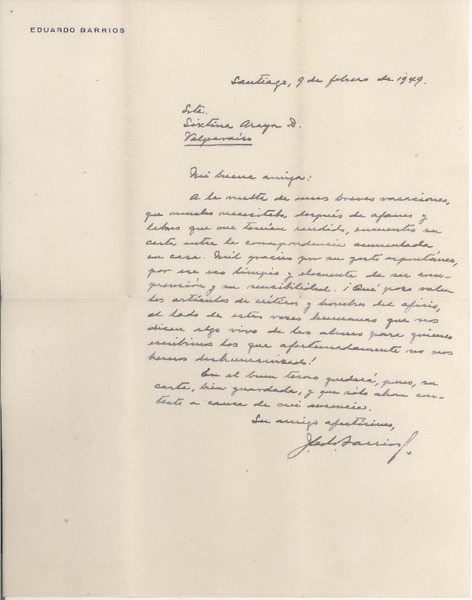 EDUARDO BARRIOS
Santiago, 9 de febrero de 1949.
Srta.
Sixtina Araya B.
Valparaíso
Mi buena amiga:
A la vuelta de unas breves vacaciones,
que mucho necesitaba después de afanes y
que me tenían rendido, encuentro su
carta entre la correspondencia acumulada
en casa. Mil gracias por su gesto espontáneo,
por ese eco limpio y elocuente de su com-
prensión y su sensibilidad. ¡Qué poco valen
los artículos de críticos y hombres del oficio,
al lado de estas voces humanas que nos
dicen algo vivo de las almas para quienes
escribimos los que afortunadamente no nos
hemos deshumanizado!
En el buen tesoro quedará, pues, su
carta, bien guardada, y que sólo ahora con-
testo a causa de mi ausencia.
Su amigo afectísimo,
Edo. Barrios